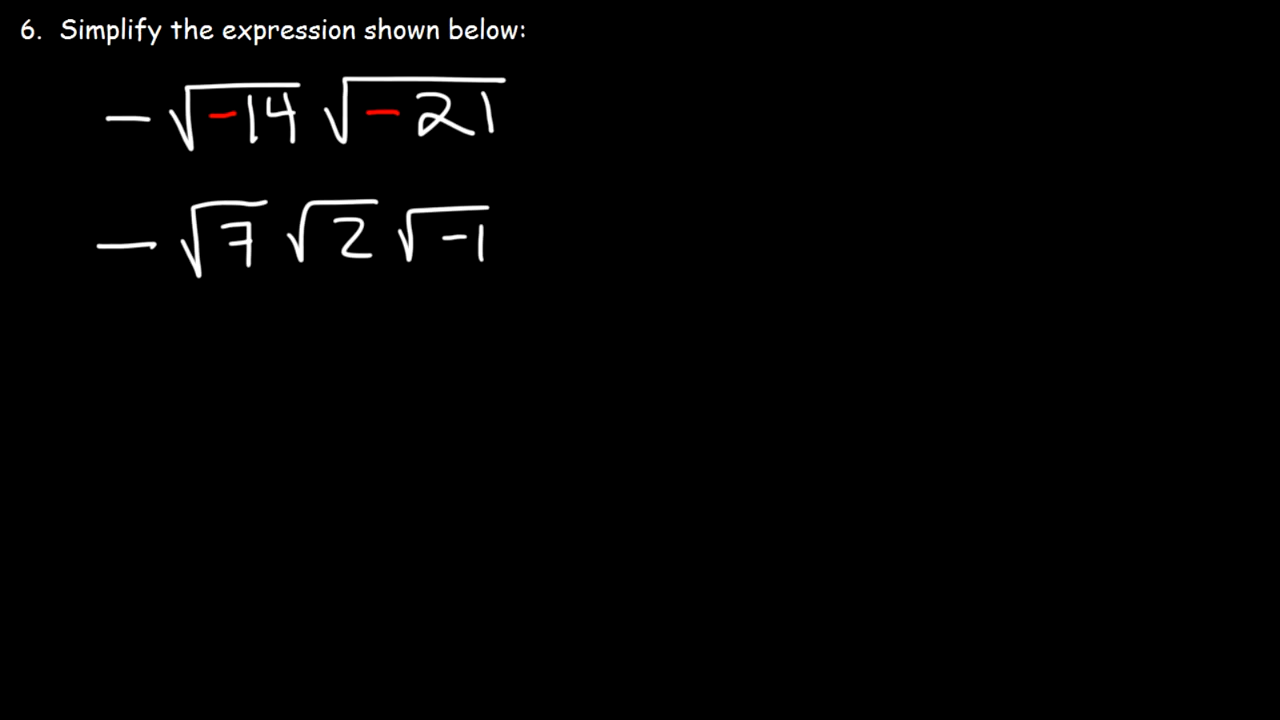 6. Simplify the expression shown below:
− √−14 √−21
− √7 √2 √−1